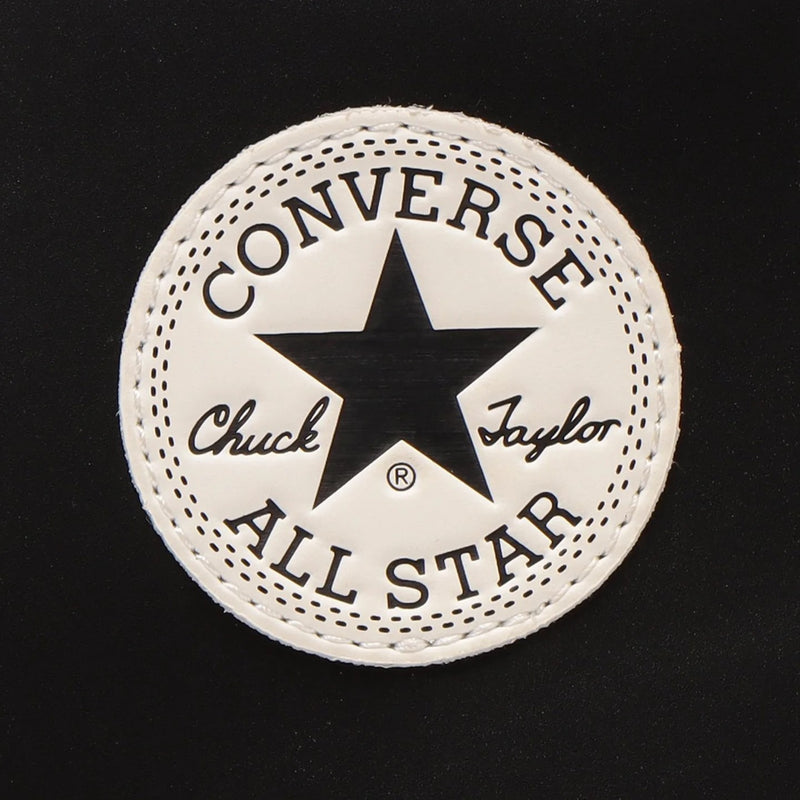 CONVERSE
Chuck Taylor
®
ALL STAR